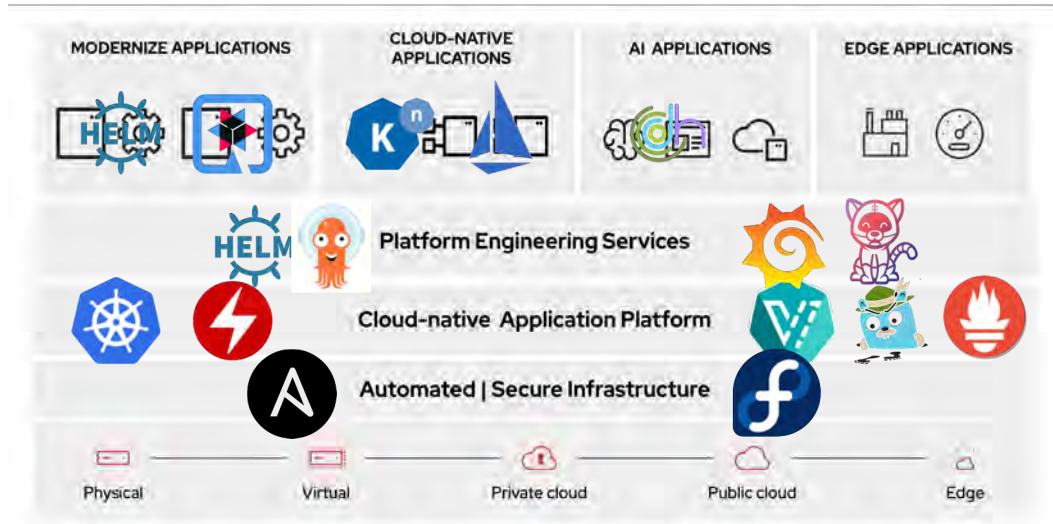 MODERNIZE APPLICATIONS
CLOUD-NATIVE
APPLICATIONS
AI APPLICATIONS
EDGE APPLICATIONS
HELM
K
n
HELM
Platform Engineering Services
Cloud-native Application Platform
Automated | Secure Infrastructure
Physical
Virtual
Private cloud
Public cloud
Edge